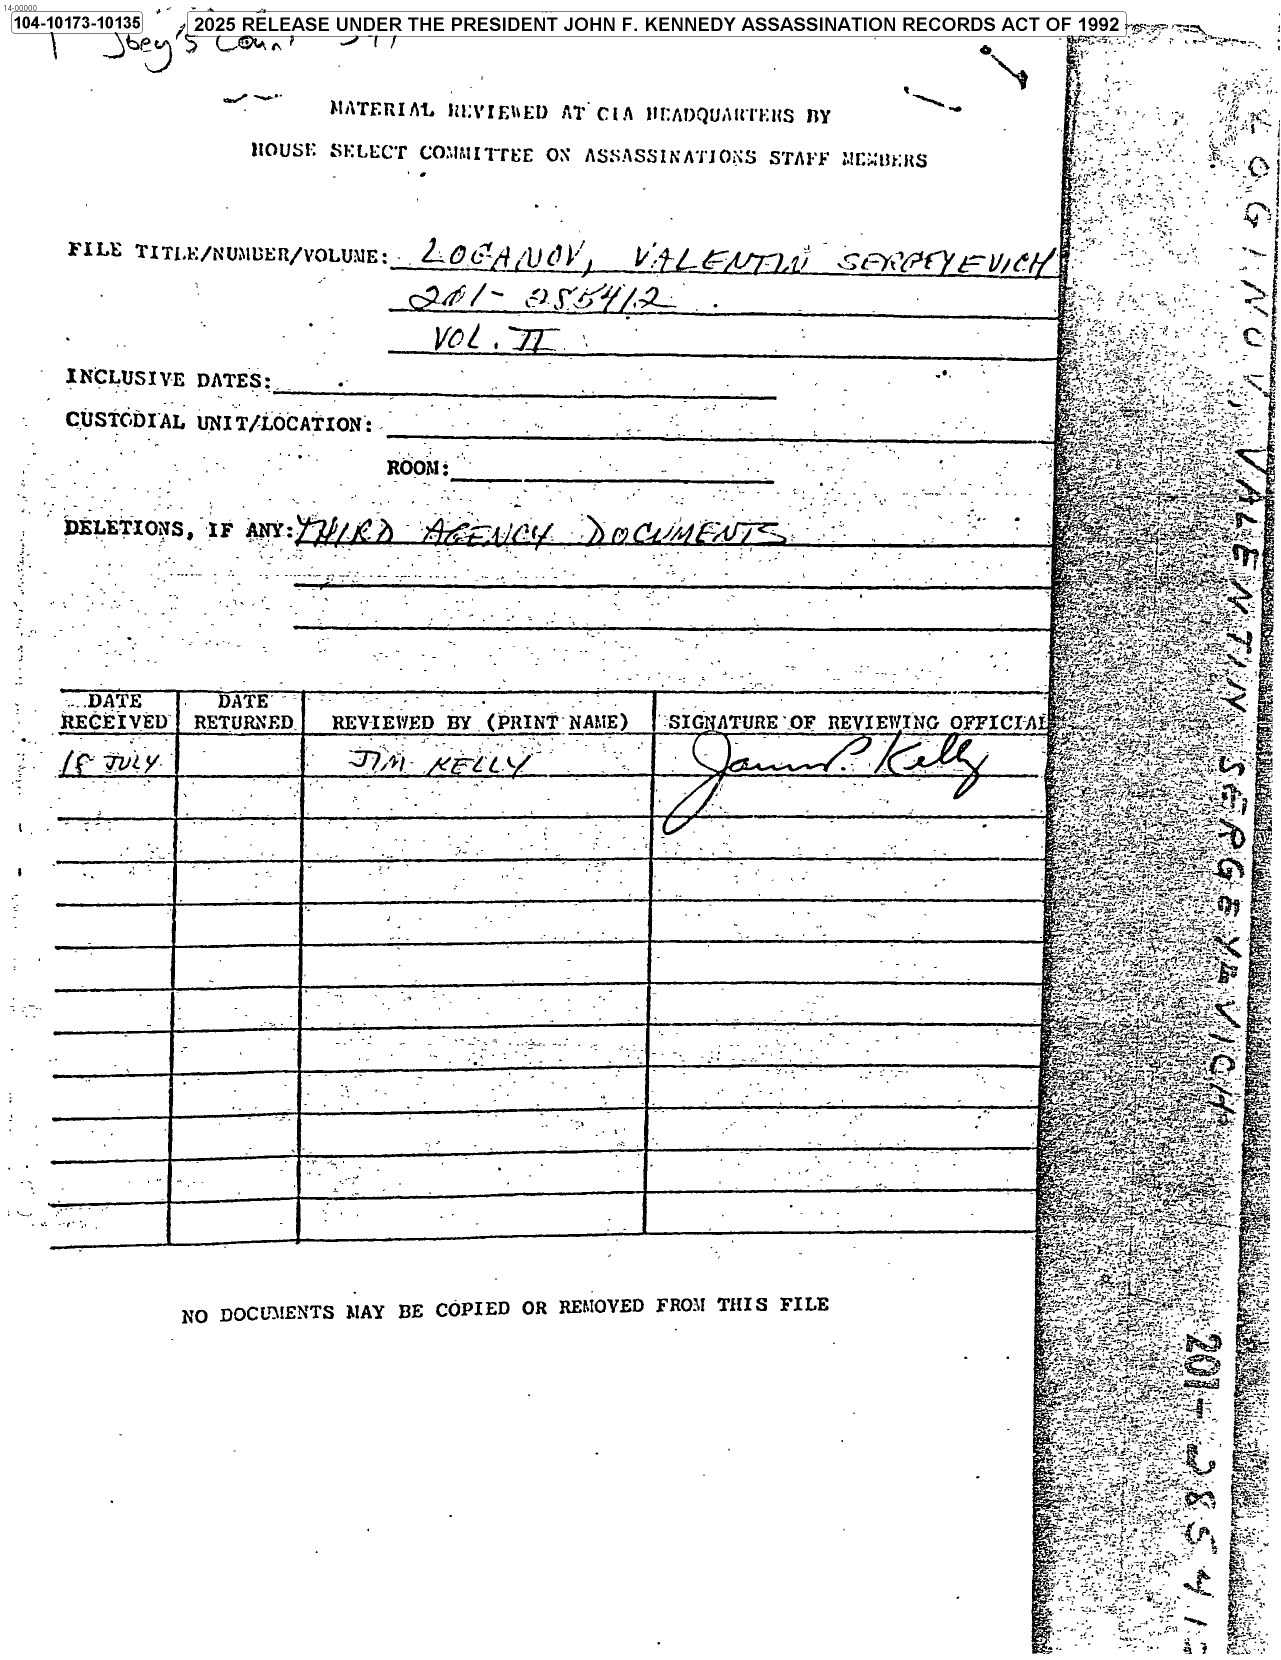 14-00000
104-10173-10135
2025 RELEASE UNDER THE PRESIDENT JOHN F. KENNEDY ASSASSINATION RECORDS ACT OF 1992
Joey's Count
MATERIAL REVIEWED AT CIA HEADQUARTERS BY
HOUSE SELECT COMMITTEE ON ASSASSINATIONS STAFF MEMBERS
FILE TITLE/NUMBER/VOLUME: LOGANOV, VALENTIN SERGEYEVICH
201-285412
VOL. II
INCLUSIVE DATES:
CUSTODIAL UNIT/LOCATION:
ROOM:
DELETIONS, IF ANY: THIRD AGENCY DOCUMENTS
DATE RECEIVED DATE RETURNED REVIEWED BY (PRINT NAME) SIGNATURE OF REVIEWING OFFICIAL
18 JULY JIM KELLY James P. Kelly
NO DOCUMENTS MAY BE COPIED OR REMOVED FROM THIS FILE
LOGINOV, VALENTIN SERGEYEVICH
201-28541